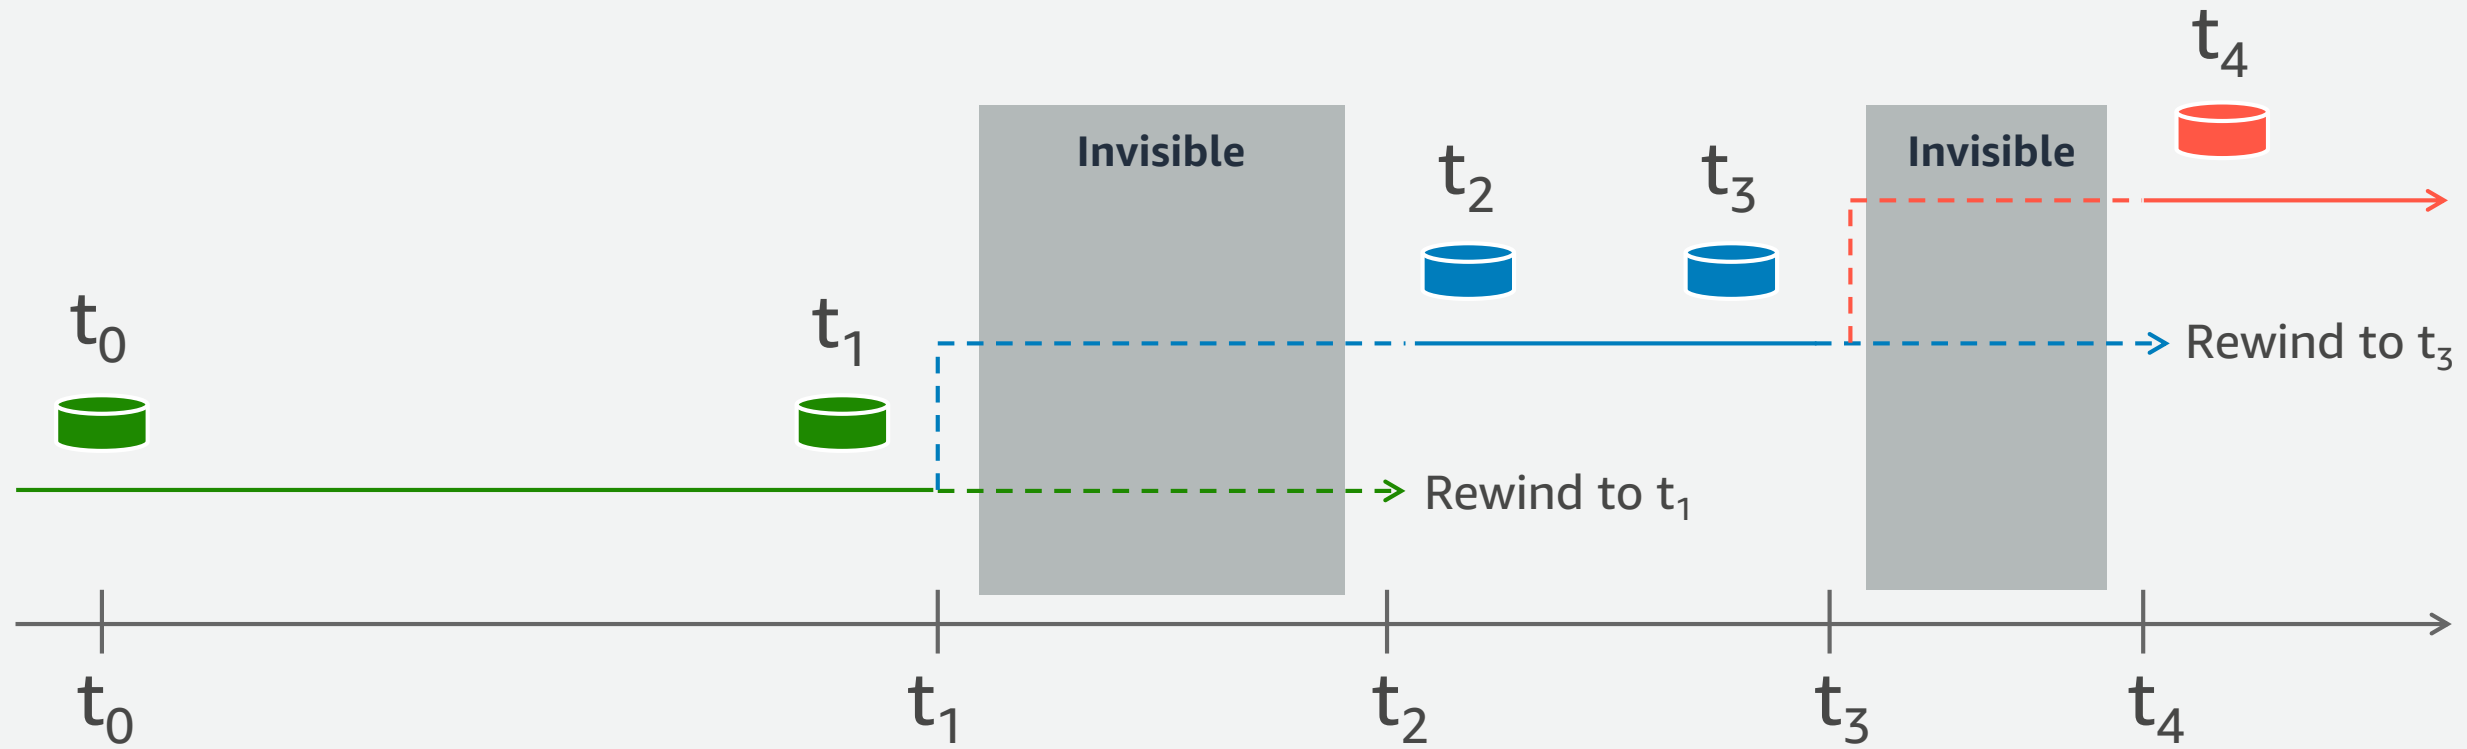 t4
Invisible
Invisible
t2
t3
t0
t1
Rewind to t3
Rewind to t1
t0
t1
t2
t3
t4